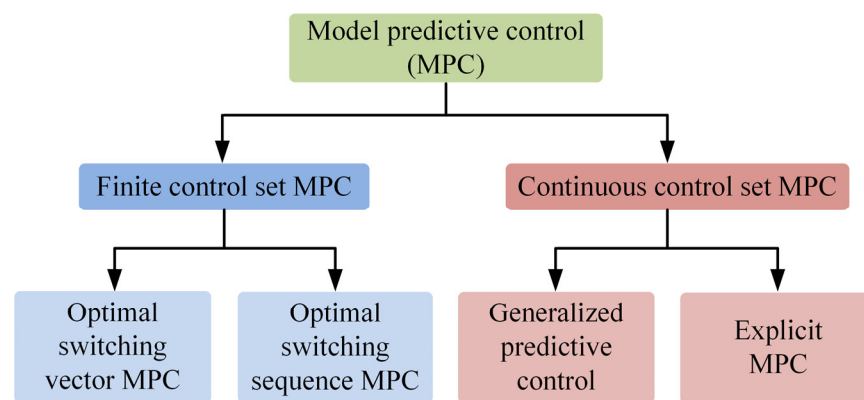 Model predictive control
(MPC)
Finite control set MPC
Continuous control set MPC
Optimal
switching
vector MPC
Optimal
switching
sequence MPC
Generalized
predictive
control
Explicit
MPC